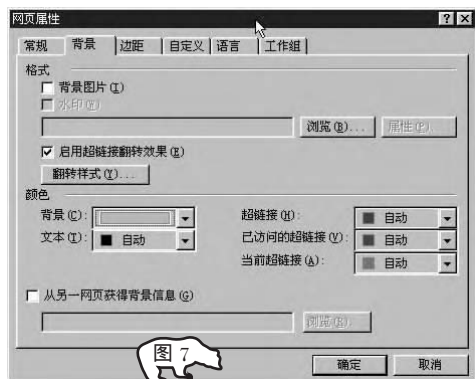 网页属性
常规 背景 边距 自定义 语言 工作组
格式
背景图片(I)
水印(W)
浏览(B)... 属性(P)...
启用超链接翻转效果(E)
翻转样式(Y)...
颜色
背景(C): 超链接(H): 自动
文本(T): 自动 已访问的超链接(V): 自动
当前超链接(A): 自动
从另一网页获得背景信息(G)
浏览(R)...
图 7
确定 取消